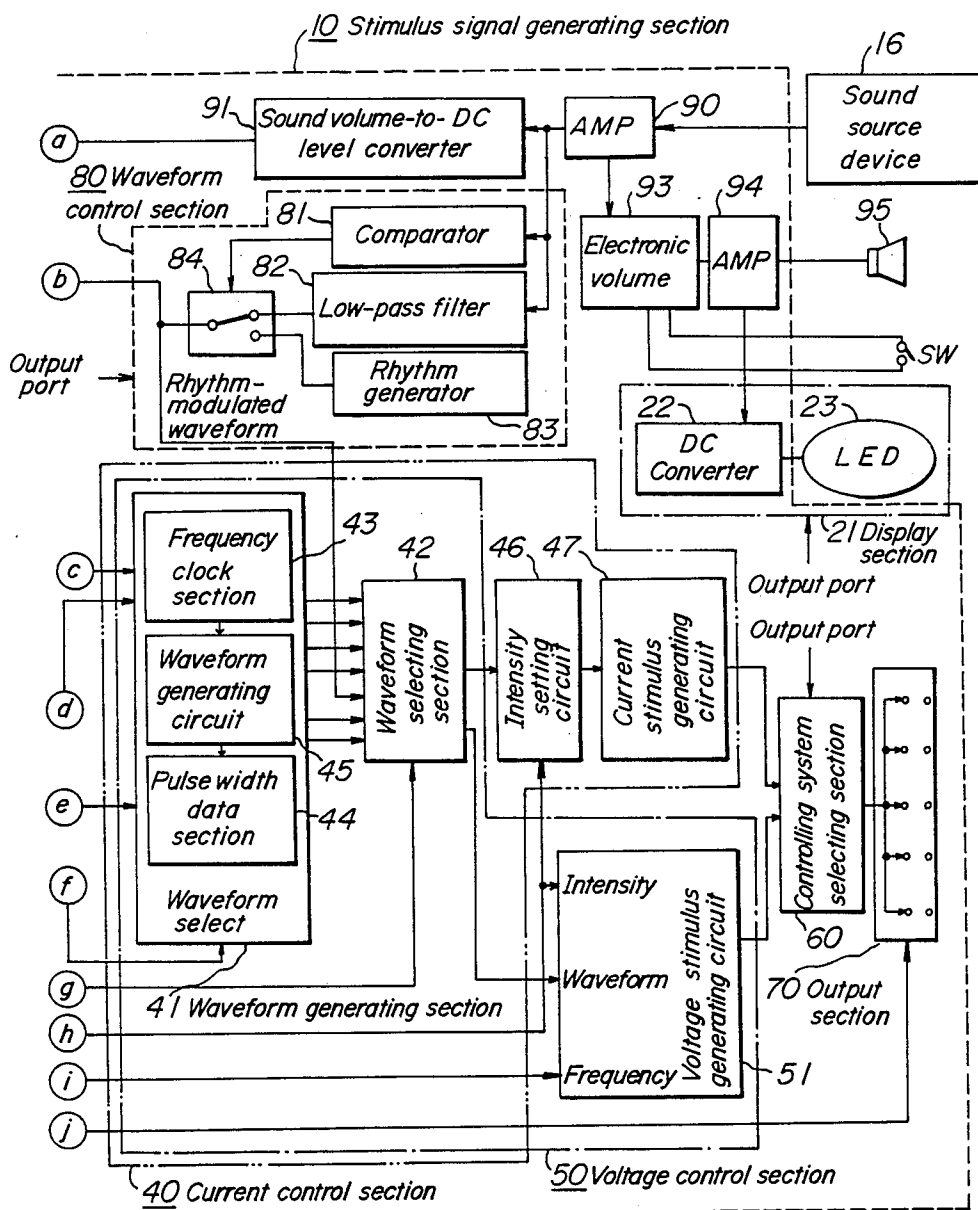 10 Stimulus signal generating section
16
91
Sound volume-to-DC
level converter
AMP
90
Sound
source
device
a
80 Waveform
control section
81
Comparator
93
Electronic
volume
94
AMP
95
84
82
Low-pass filter
b
SW
Output
port
Rhythm-
modulated
waveform
Rhythm
generator
83
22
DC
Converter
23
LED
21 Display
section
43
Frequency
clock
section
c
42
Waveform
selecting
section
46
Intensity
setting
circuit
47
Current
stimulus
generating
circuit
Output port
Output port
d
Waveform
generating
circuit
45
Pulse width
data
section
44
e
Controlling system
selecting section
60
f
Waveform
select
Intensity
Waveform
Frequency
Voltage stimulus
generating circuit
51
70 Output
section
g
41 Waveform generating section
h
i
j
40 Current control section
50 Voltage control section